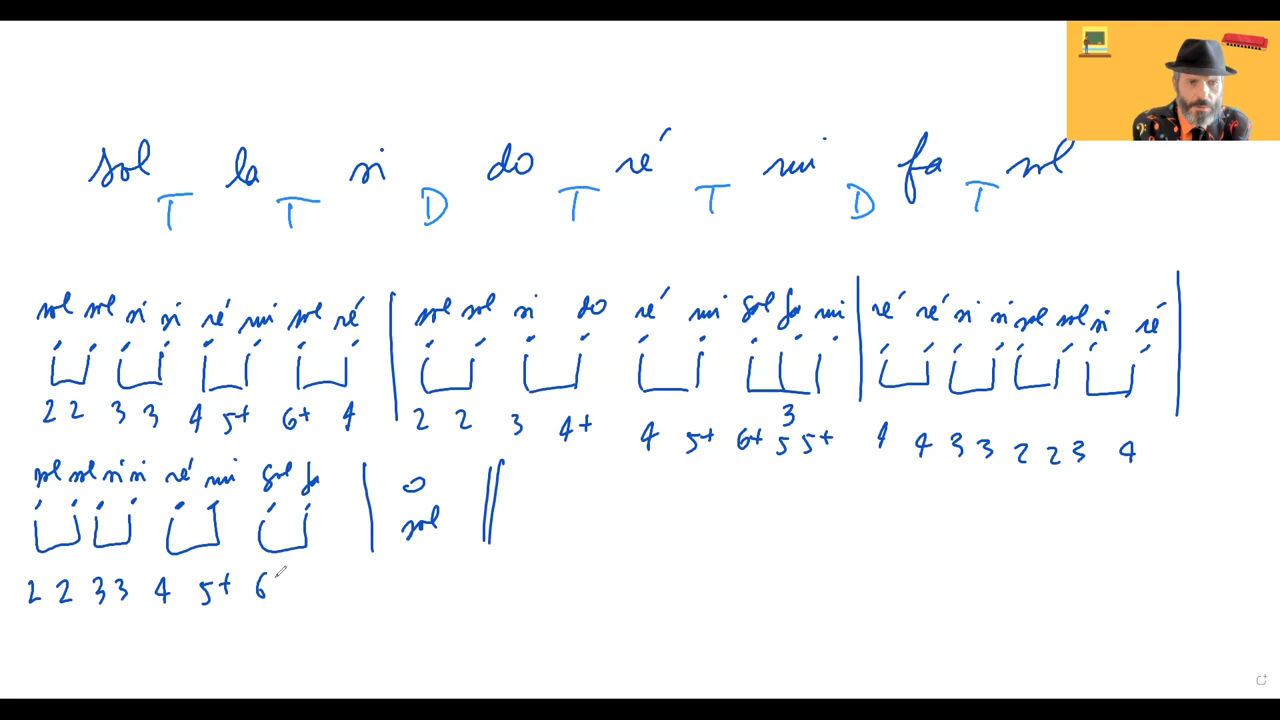 sol la si do ré mi fa sol
T T D T T D T
sol sol si si ré mi sol ré | sol sol si do ré mi sol fa mi | ré ré si si sol sol si ré |
3
2 2 3 3 4 5+ 6+ 4 2 2 3 4+ 4 5+ 6+ 5 5+ 4 4 3 3 2 2 3 4
sol sol si si ré mi sol fa | o ||
sol
2 2 3 3 4 5+ 6